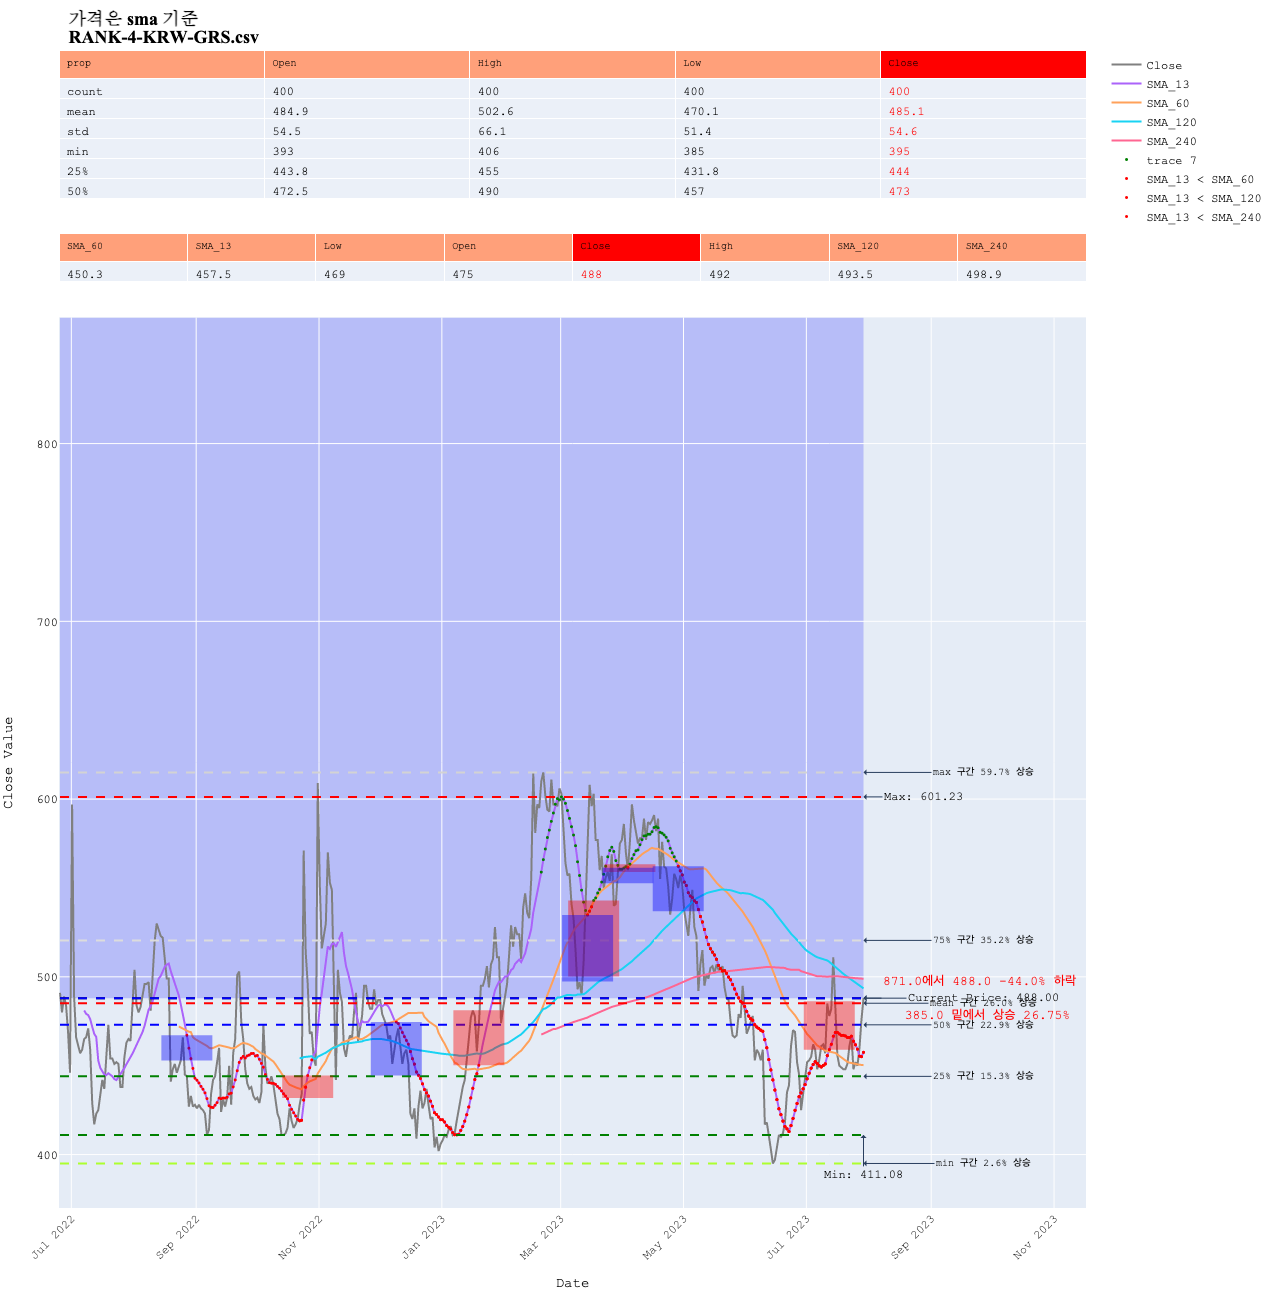 가격은 sma 기준
RANK-4-KRW-GRS.csv
prop Open High Low Close
count 400 400 400 400
mean 484.9 502.6 470.1 485.1
std 54.5 66.1 51.4 54.6
min 393 406 385 395
25% 443.8 455 431.8 444
50% 472.5 490 457 473
SMA_60 SMA_13 Low Open Close High SMA_120 SMA_240
450.3 457.5 469 475 488 492 493.5 498.9
Close
SMA_13
SMA_60
SMA_120
SMA_240
trace 7
SMA_13 < SMA_60
SMA_13 < SMA_120
SMA_13 < SMA_240
800
700
600
500
400
Close Value
max 구간 59.7% 상승
Max: 601.23
75% 구간 35.2% 상승
871.0에서 488.0 -44.0% 하락
Current Price: 488.00
mean 구간 26.0% 상승
385.0 밑에서 상승 26.75%
50% 구간 22.9% 상승
25% 구간 15.3% 상승
min 구간 2.6% 상승
Min: 411.08
Jul 2022
Sep 2022
Nov 2022
Jan 2023
Mar 2023
May 2023
Jul 2023
Sep 2023
Nov 2023
Date